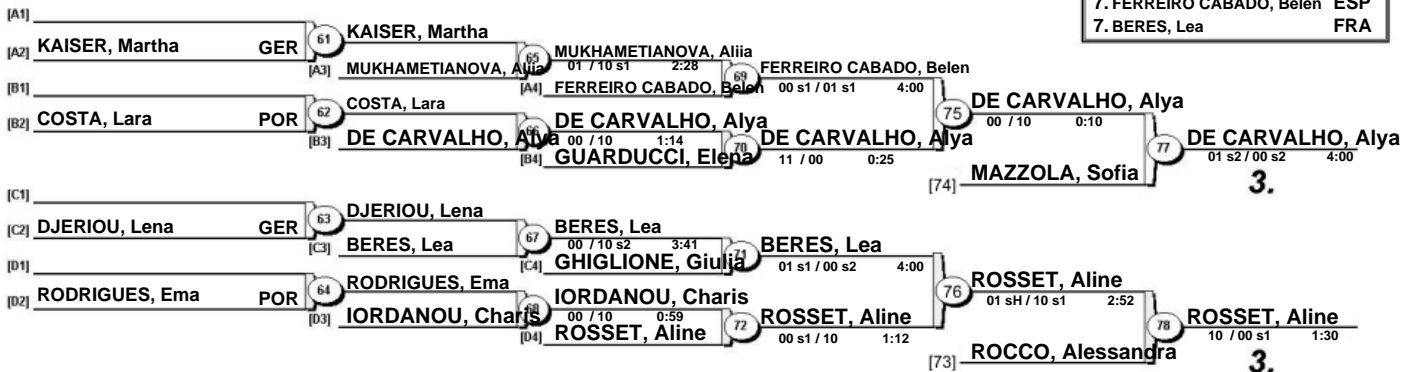 7. FERREIRO CABADO, Belen ESP
7. BERES, Lea FRA
[A1]
[A2] KAISER, Martha GER
61
KAISER, Martha
[A3] MUKHAMETIANOVA, Aliia
65
MUKHAMETIANOVA, Aliia
01 / 10 s1 2:28
[A4] FERREIRO CABADO, Belen
69
FERREIRO CABADO, Belen
00 s1 / 01 s1 4:00
[B1]
[B2] COSTA, Lara POR
62
COSTA, Lara
[B3] DE CARVALHO, Alya
66
DE CARVALHO, Alya
00 / 10 1:14
[B4] GUARDUCCI, Elena
70
DE CARVALHO, Alya
11 / 00 0:25
75
DE CARVALHO, Alya
00 / 10 0:10
[74] MAZZOLA, Sofia
77
DE CARVALHO, Alya
01 s2 / 00 s2 4:00
3.
[C1]
[C2] DJERIOU, Lena GER
63
DJERIOU, Lena
[C3] BERES, Lea
67
BERES, Lea
00 / 10 s2 3:41
[C4] GHIGLIONE, Giulia
71
BERES, Lea
01 s1 / 00 s2 4:00
[D1]
[D2] RODRIGUES, Ema POR
64
RODRIGUES, Ema
[D3] IORDANOU, Charis
68
IORDANOU, Charis
00 / 10 0:59
[D4] ROSSET, Aline
72
ROSSET, Aline
00 s1 / 10 1:12
76
ROSSET, Aline
01 sH / 10 s1 2:52
[73] ROCCO, Alessandra
78
ROSSET, Aline
10 / 00 s1 1:30
3.